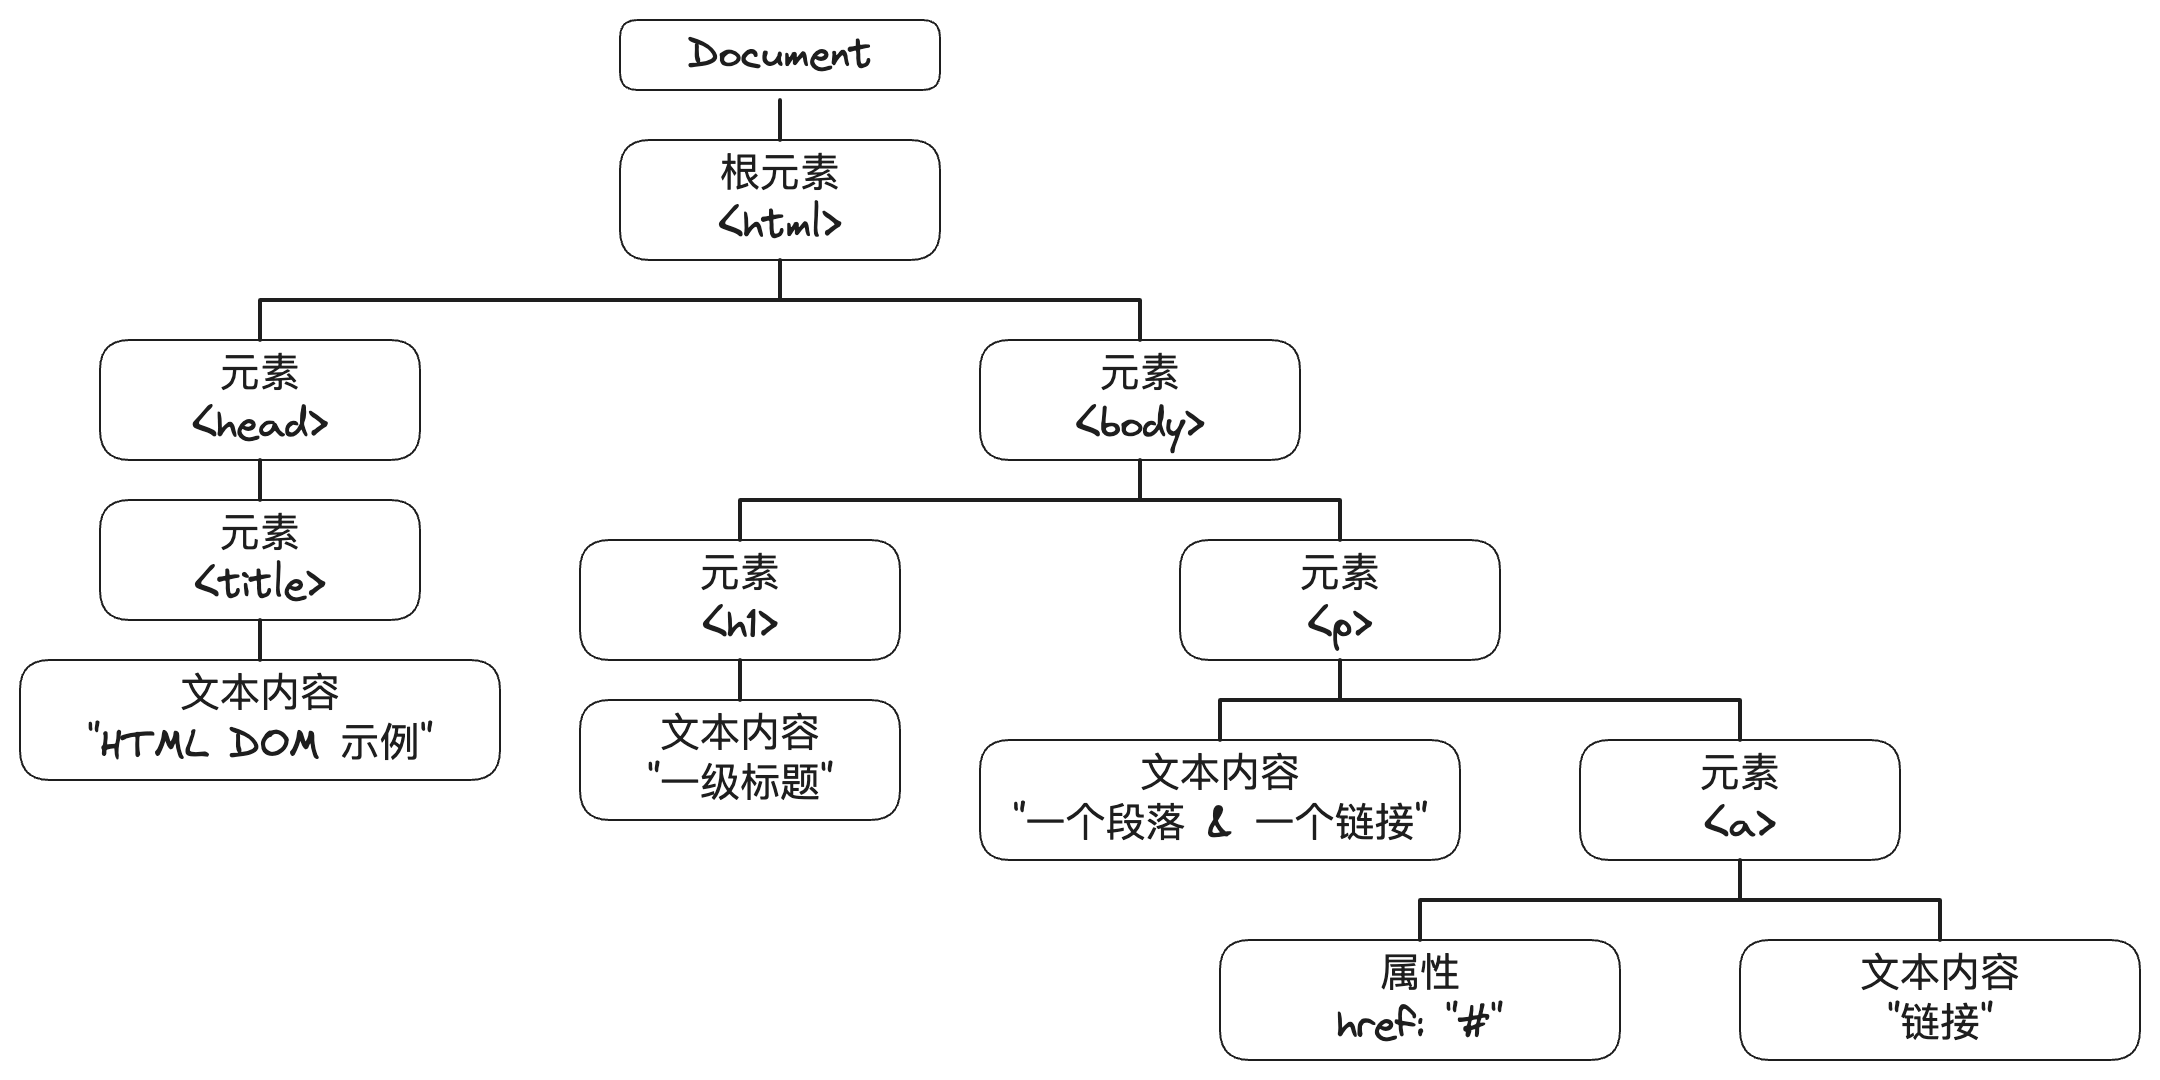 Document
根元素
<html>
元素
<head>
元素
<body>
元素
<title>
元素
<h1>
元素
<p>
文本内容
"HTML DOM 示例"
文本内容
"一级标题"
文本内容
"一个段落 & 一个链接"
元素
<a>
属性
href: "#"
文本内容
"链接"